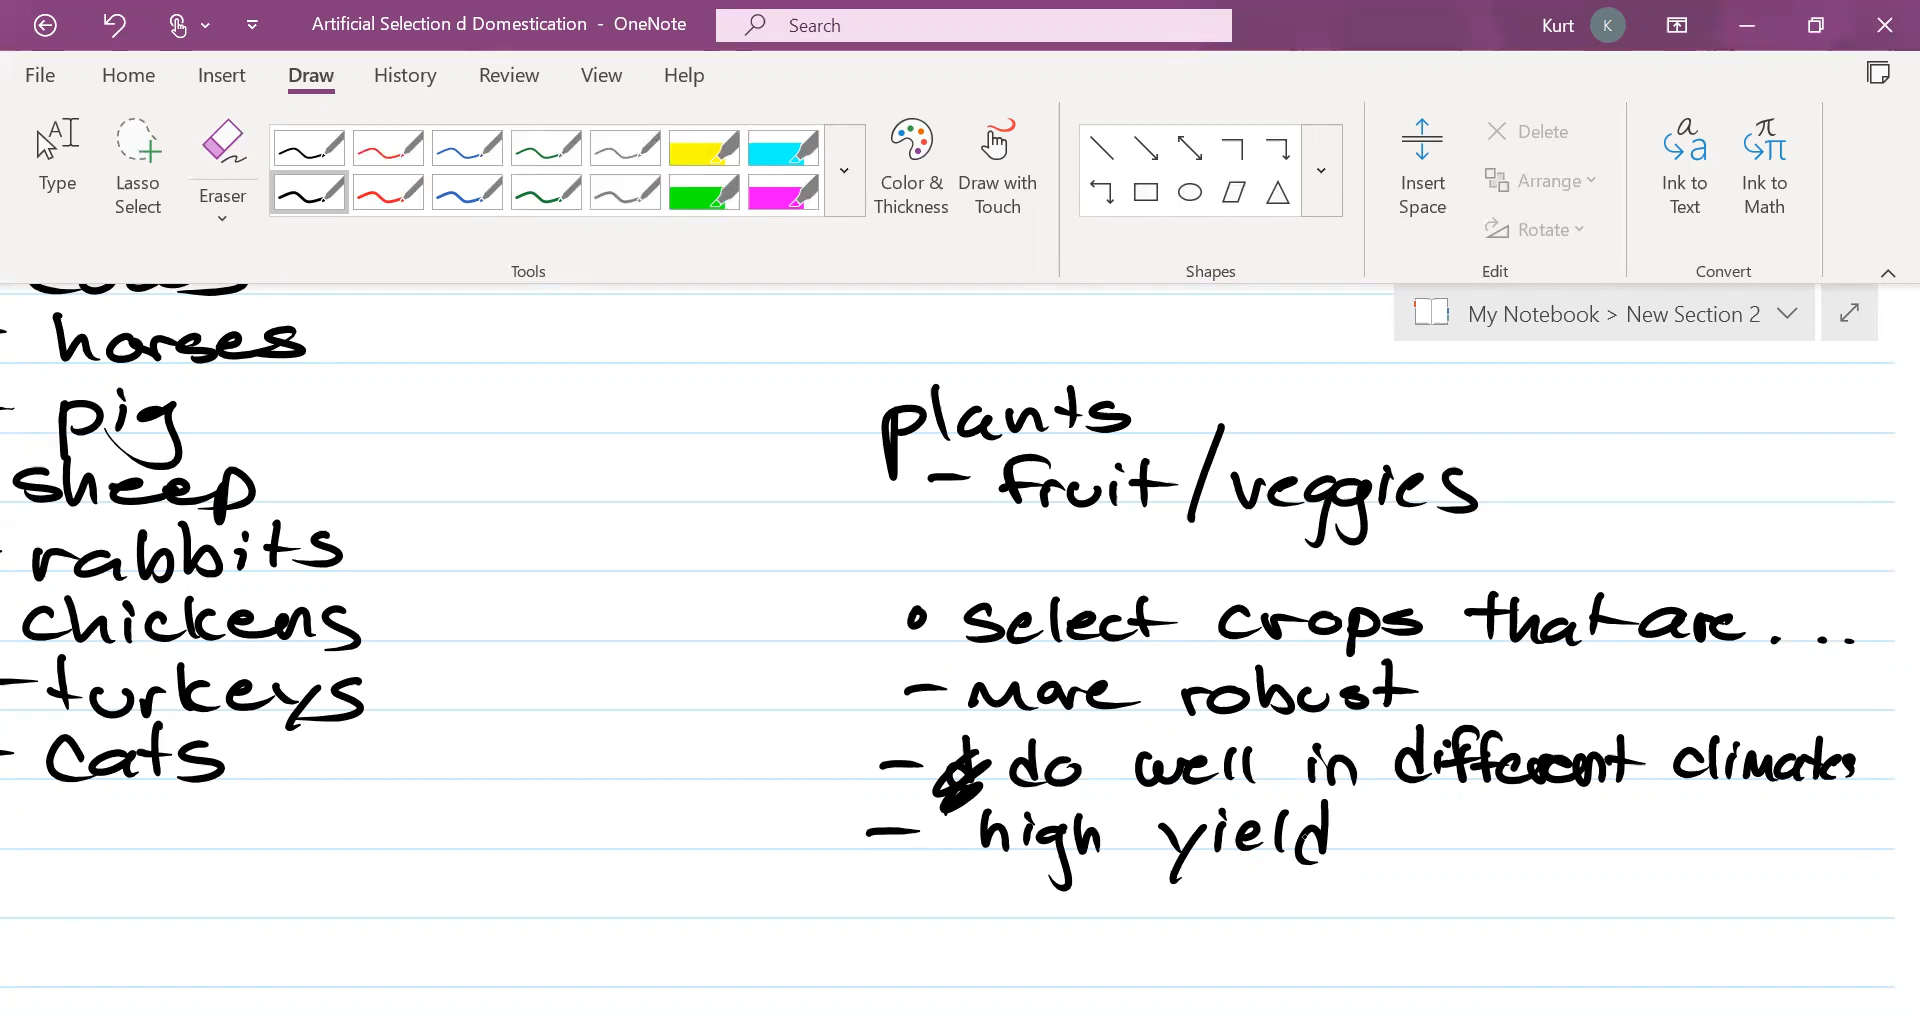 Artificial Selection d Domestication - OneNote
Search
Kurt
K
File Home Insert Draw History Review View Help
Type
Lasso Select
Eraser
Color & Thickness
Draw with Touch
Insert Space
Delete
Arrange
Rotate
Ink to Text
Ink to Math
Tools
Shapes
Edit
Convert
My Notebook > New Section 2
- horses
- pig
sheep
- rabbits
chickens
- turkeys
- cats
plants
- fruit/veggies
• select crops that are....
- more robust
- do well in different climates
- high yield